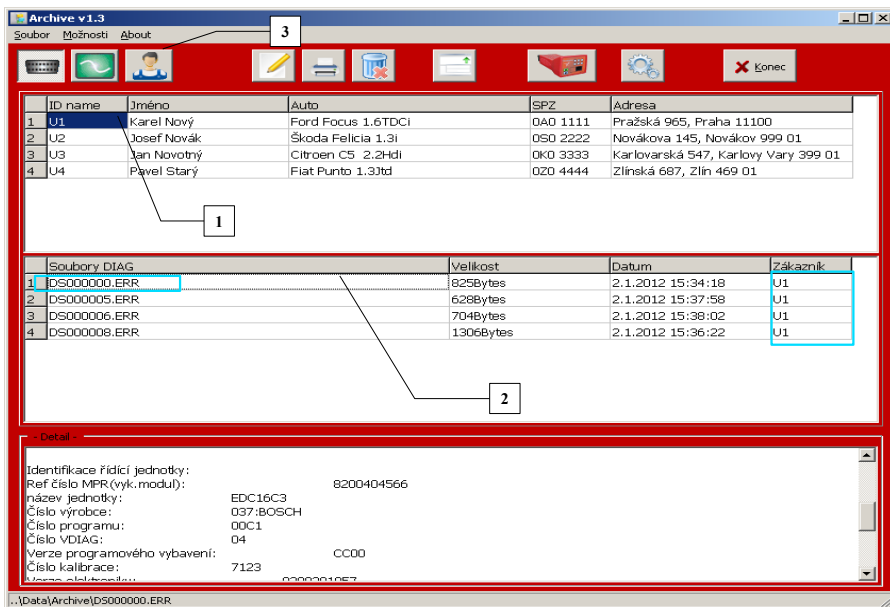 Archive v1.3
Soubor Možnosti About
3
Konec
ID name Jméno Auto SPZ Adresa
1 U1 Karel Nový Ford Focus 1.6TDCi 0A0 1111 Pražská 965, Praha 11100
2 U2 Josef Novák Škoda Felicia 1.3i 0S0 2222 Novákova 145, Novákov 999 01
3 U3 Jan Novotný Citroen C5 2.2Hdi 0K0 3333 Karlovarská 547, Karlovy Vary 399 01
4 U4 Pavel Starý Fiat Punto 1.3Jtd 0Z0 4444 Zlínská 687, Zlín 469 01
1
Soubory DIAG Velikost Datum Zákazník
1 DS000000.ERR 825Bytes 2.1.2012 15:34:18 U1
2 DS000005.ERR 628Bytes 2.1.2012 15:37:58 U1
3 DS000006.ERR 704Bytes 2.1.2012 15:38:02 U1
4 DS000008.ERR 1306Bytes 2.1.2012 15:36:22 U1
2
- Detail -
Identifikace řídící jednotky:
Ref číslo MPR(vyk.modul): 8200404566
název jednotky: EDC16C3
Číslo výrobce: 037:BOSCH
Číslo programu: 00C1
Číslo VDIAG: 04
Verze programového vybavení: CC00
Číslo kalibrace: 7123
..\Data\Archive\DS000000.ERR